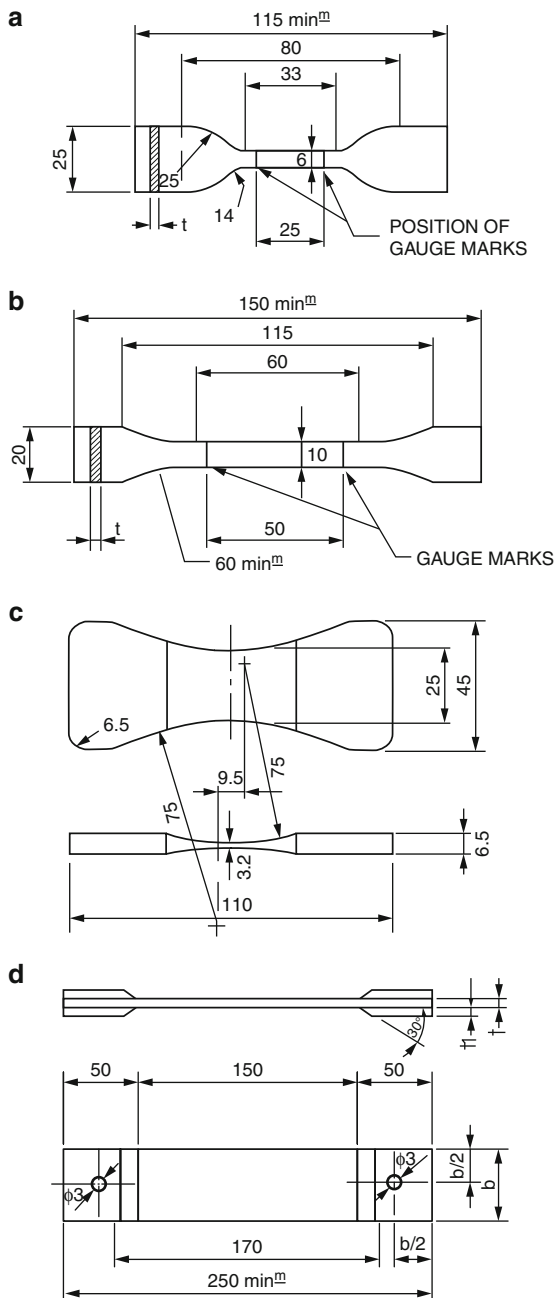 a
115 min<u>m</u>
80
33
25
25
6
t
14
25
POSITION OF
GAUGE MARKS
b
150 min<u>m</u>
115
60
20
10
t
60 min<u>m</u>
50
GAUGE MARKS
c
25
45
6.5
9.5
75
75
3.2
6.5
110
d
30°
t1
t
50
150
50
ϕ3
ϕ3
b/2
b
170
b/2
250 min<u>m</u>